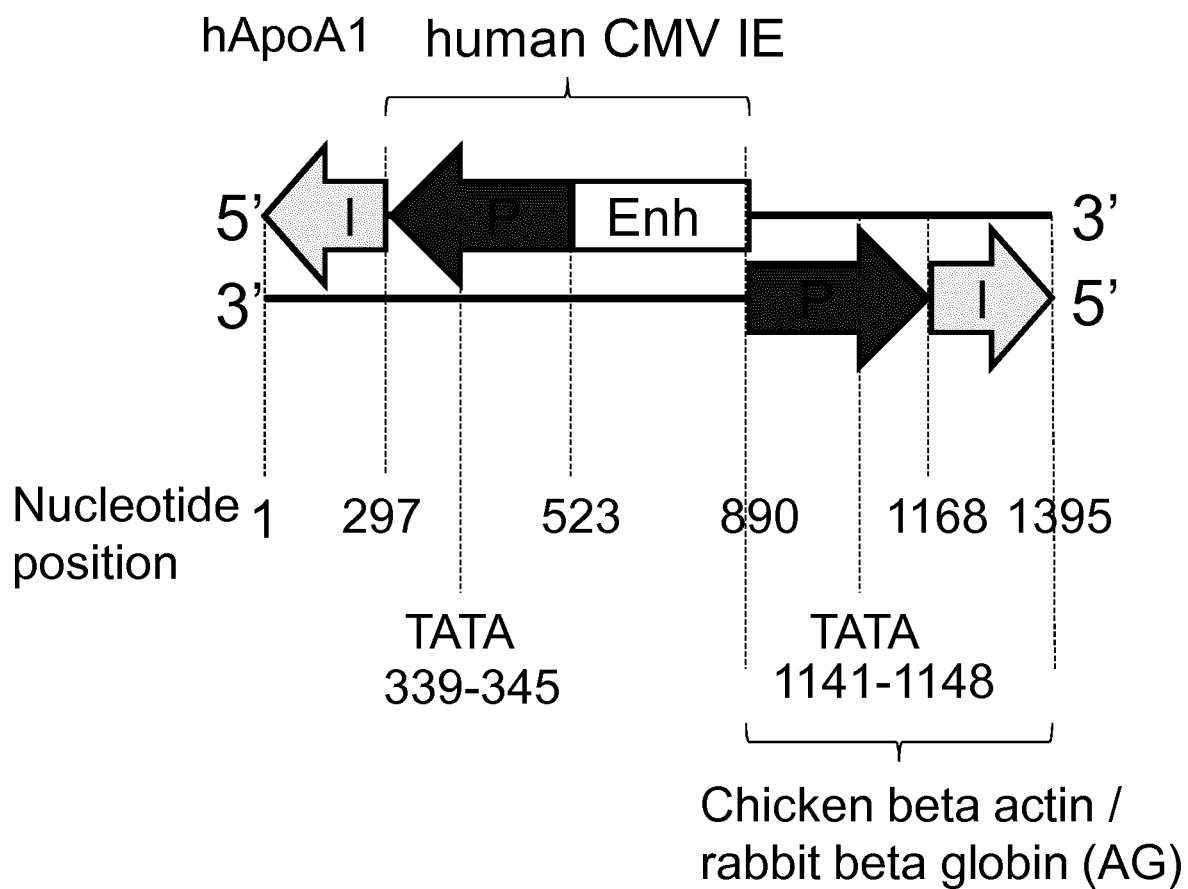 hApoA1 human CMV IE
5’ I P Enh 3’
3’ P I 5’
Nucleotide position 1 297 523 890 1168 1395
TATA
339-345
TATA
1141-1148
Chicken beta actin /
rabbit beta globin (AG)